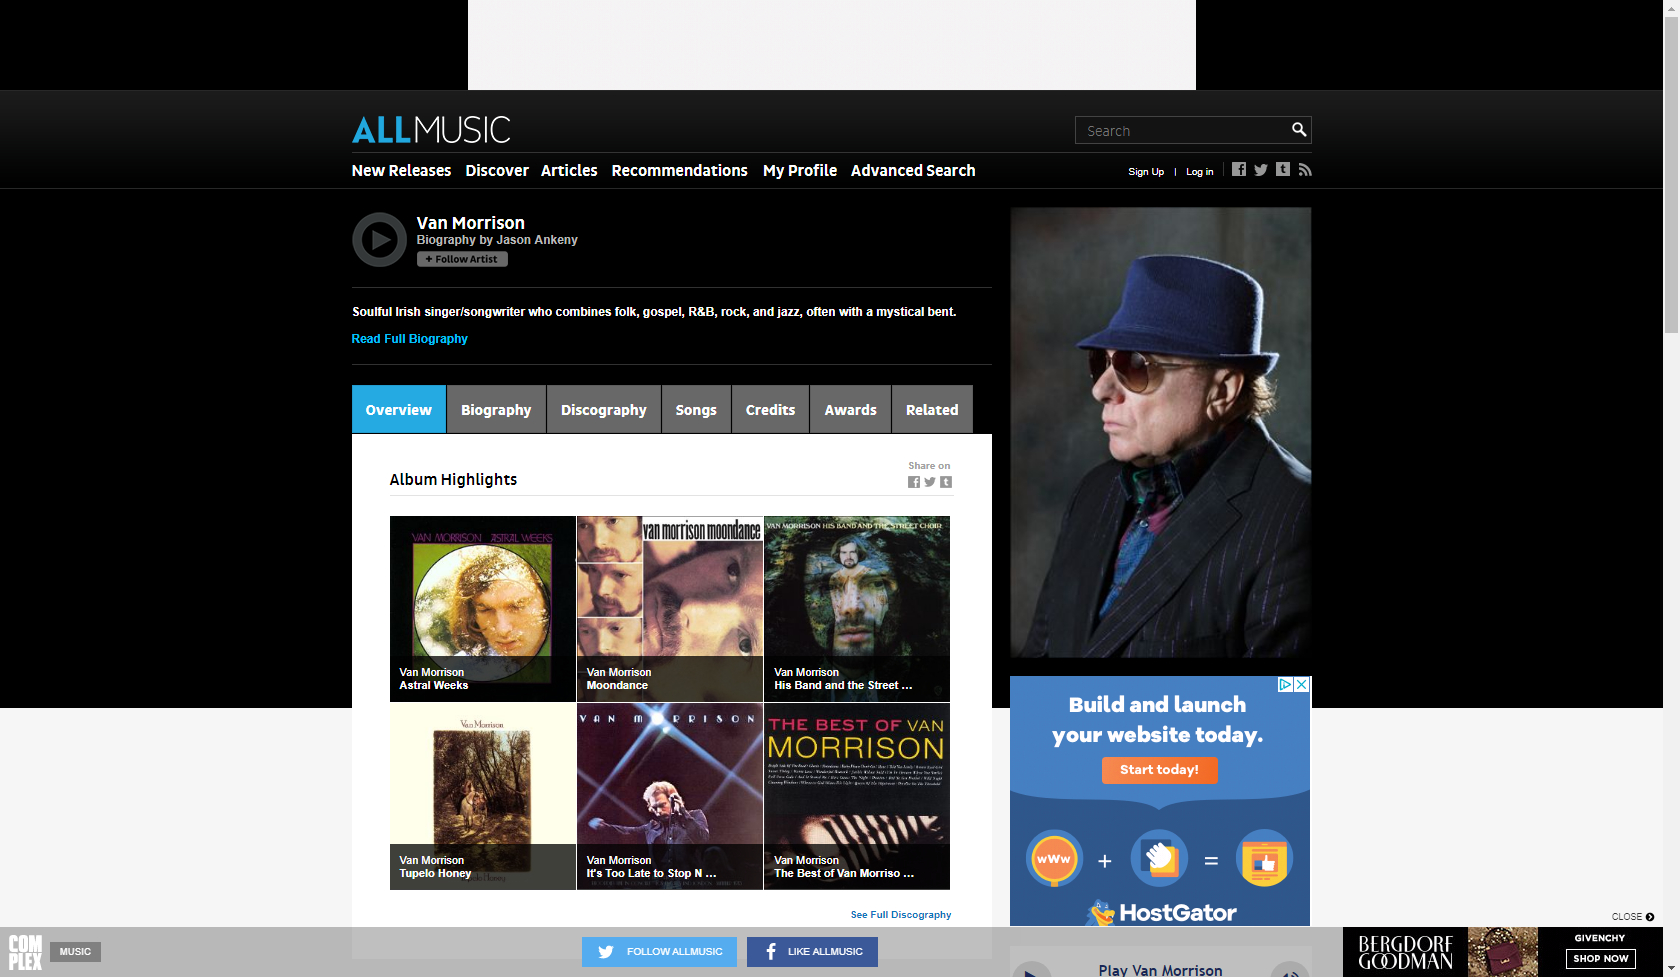 ALLMUSIC
Search
New Releases Discover Articles Recommendations My Profile Advanced Search
Sign Up | Log in
Van Morrison
Biography by Jason Ankeny
+ Follow Artist
Soulful Irish singer/songwriter who combines folk, gospel, R&B, rock, and jazz, often with a mystical bent.
Read Full Biography
Overview Biography Discography Songs Credits Awards Related
Album Highlights
Share on
VAN MORRISON ASTRAL WEEKS
Van Morrison
Astral Weeks
van morrison moondance
Van Morrison
Moondance
VAN MORRISON HIS BAND AND THE STREET CHOIR
Van Morrison
His Band and the Street ...
Van Morrison
Van Morrison
Tupelo Honey
VAN MORRISON
Van Morrison
It's Too Late to Stop N ...
THE BEST OF VAN
MORRISON
Van Morrison
The Best of Van Morriso ...
See Full Discography
Build and launch
your website today.
Start today!
www
+ =
HostGator
CLOSE
COM
PLEX
MUSIC
FOLLOW ALLMUSIC
LIKE ALLMUSIC
Play Van Morrison
BERGDORF
GOODMAN
GIVENCHY
SHOP NOW